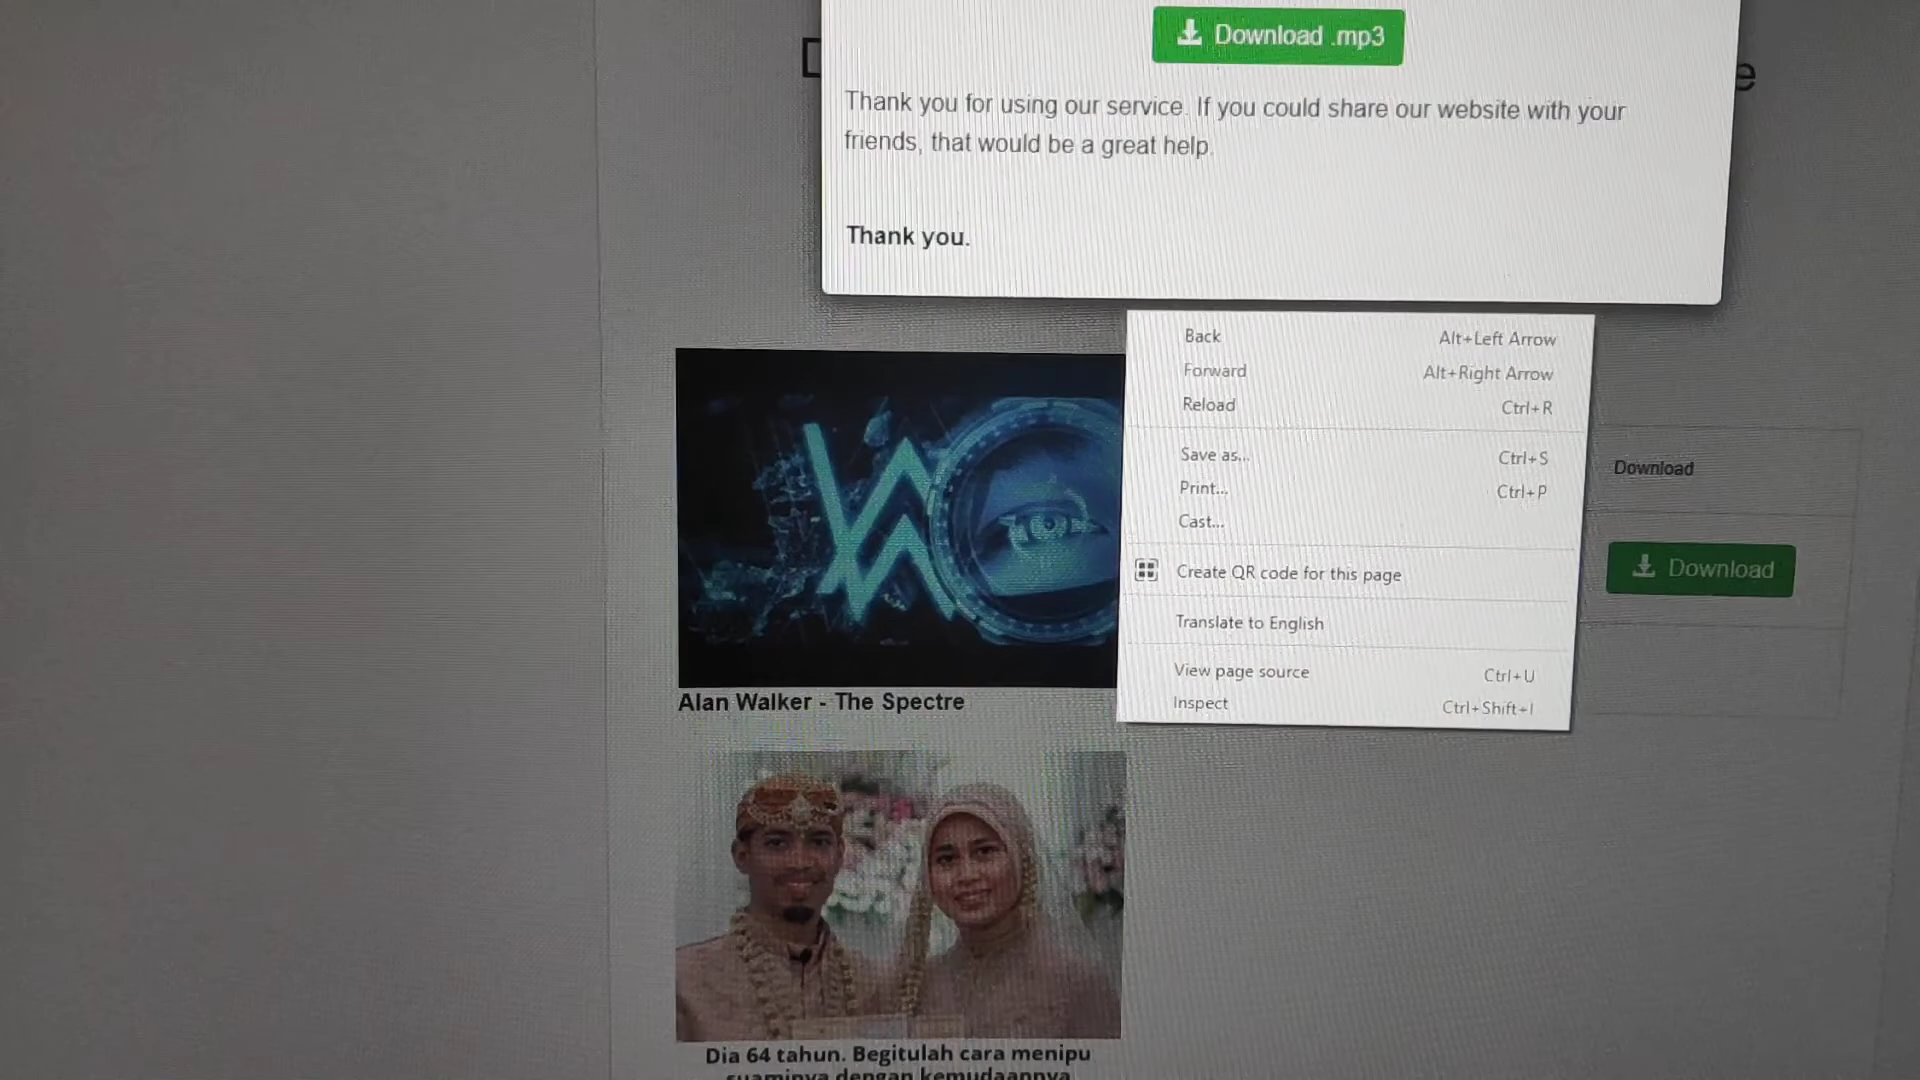 Download .mp3
Thank you for using our service. If you could share our website with your
friends, that would be a great help.
Thank you.
Back Alt+Left Arrow
Forward Alt+Right Arrow
Reload Ctrl+R
Save as... Ctrl+S
Print... Ctrl+P
Cast...
Create QR code for this page
Translate to English
View page source Ctrl+U
Inspect Ctrl+Shift+I
Download
Download
Alan Walker - The Spectre
Dia 64 tahun. Begitulah cara menipu
suaminya dengan kemudaannya